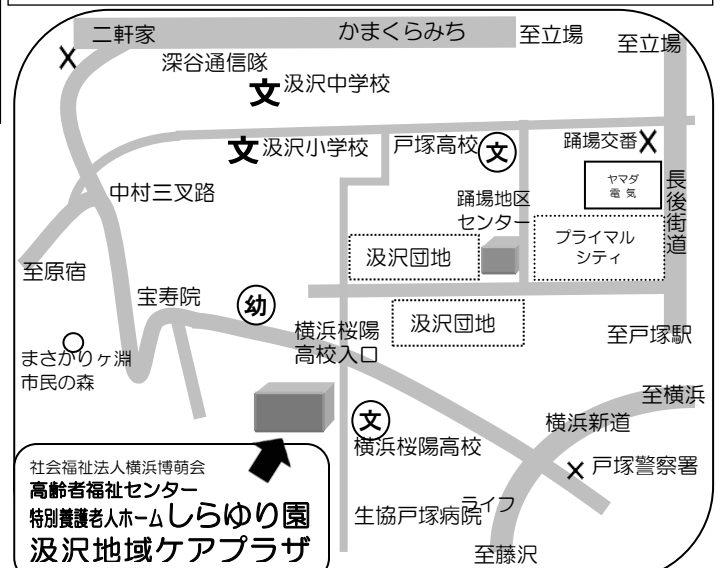 二軒家
かまくらみち
至立場
至立場
深谷通信隊
文
汲沢中学校
文
汲沢小学校
戸塚高校
文
踊場交番
ヤマダ
電気
長後街道
中村三叉路
踊場地区
センター
プライマル
シティ
汲沢団地
至原宿
宝寿院
幼
横浜桜陽
高校入口
汲沢団地
至戸塚駅
まさかりヶ淵
市民の森
至横浜
文
横浜桜陽高校
横浜新道
戸塚警察署
社会福祉法人横浜博萌会
高齢者福祉センター
特別養護老人ホームしらゆり園
汲沢地域ケアプラザ
生協戸塚病院
ライフ
至藤沢